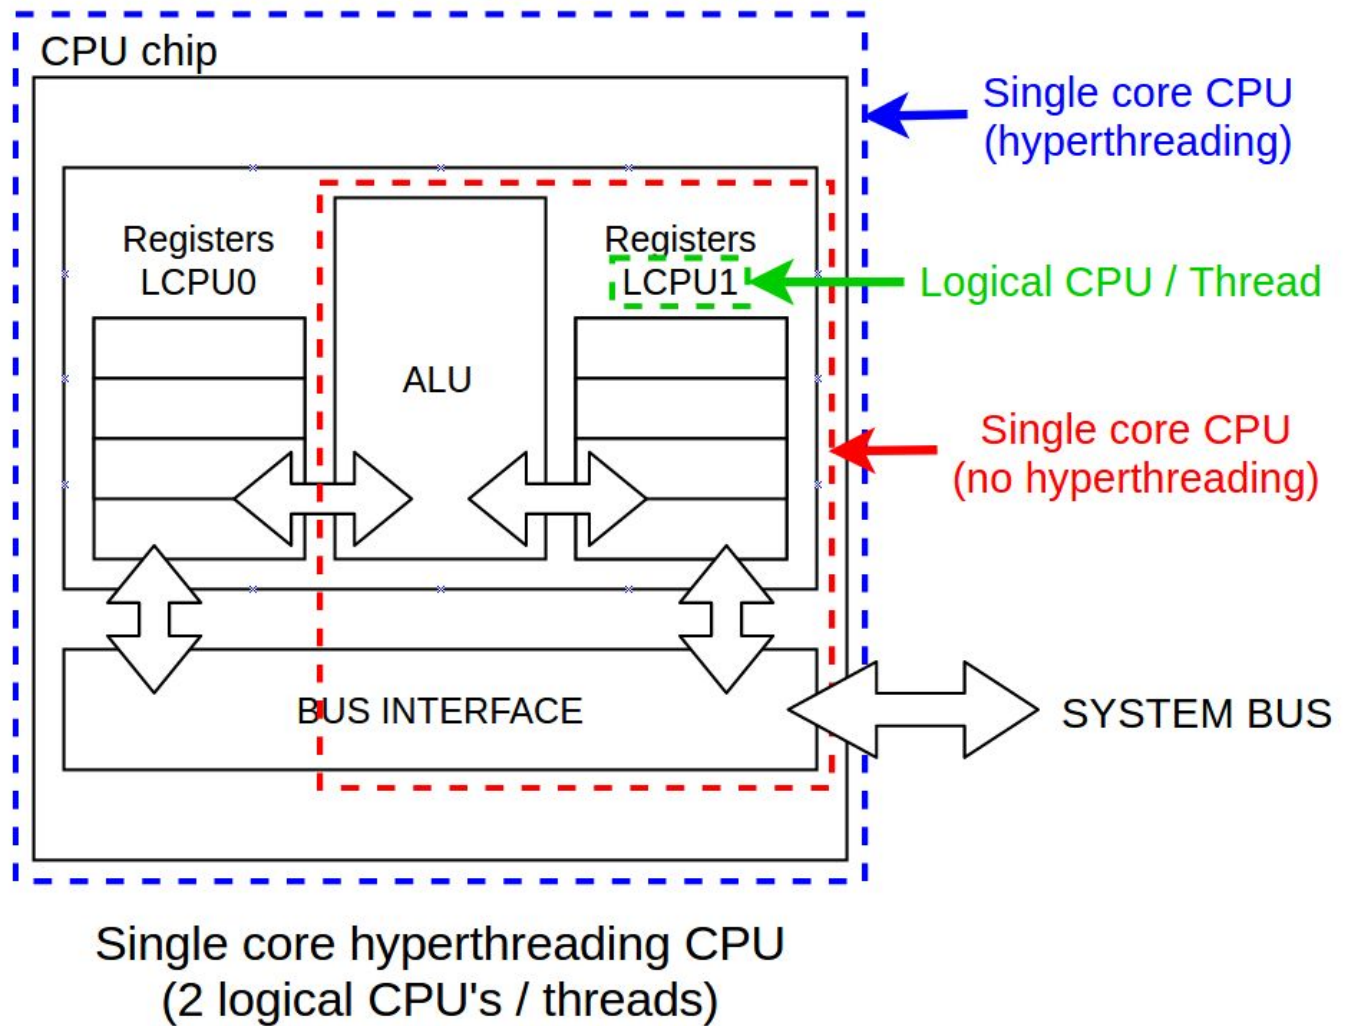 CPU chip
Single core CPU
(hyperthreading)
Registers
LCPU0
Registers
LCPU1
Logical CPU / Thread
ALU
Single core CPU
(no hyperthreading)
BUS INTERFACE
SYSTEM BUS
Single core hyperthreading CPU
(2 logical CPU's / threads)